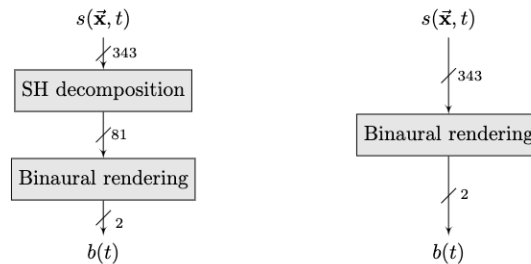 s(x⃗, t)
343
SH decomposition
81
Binaural rendering
2
b(t)
s(x⃗, t)
343
Binaural rendering
2
b(t)